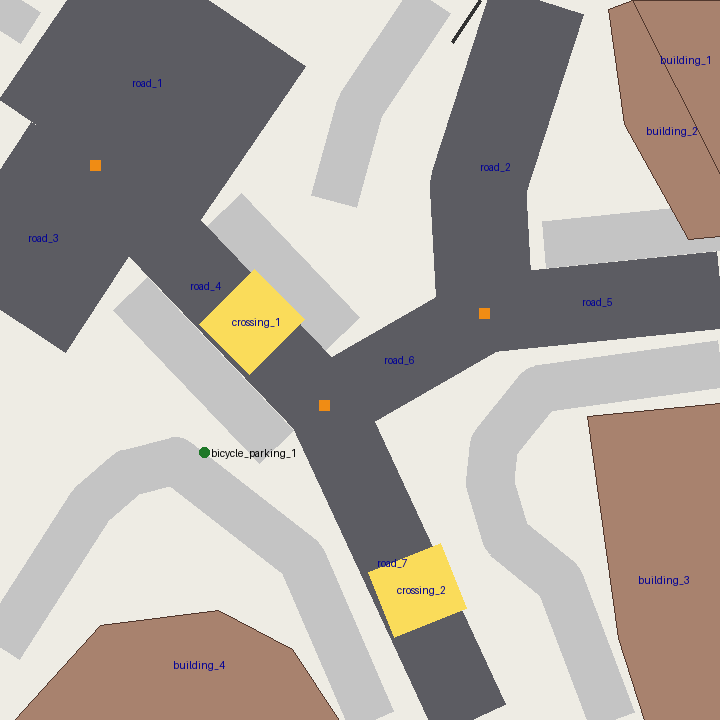 building_1
road_1
building_2
road_2
road_3
road_4
road_5
crossing_1
road_6
bicycle_parking_1
road_7
building_3
crossing_2
building_4